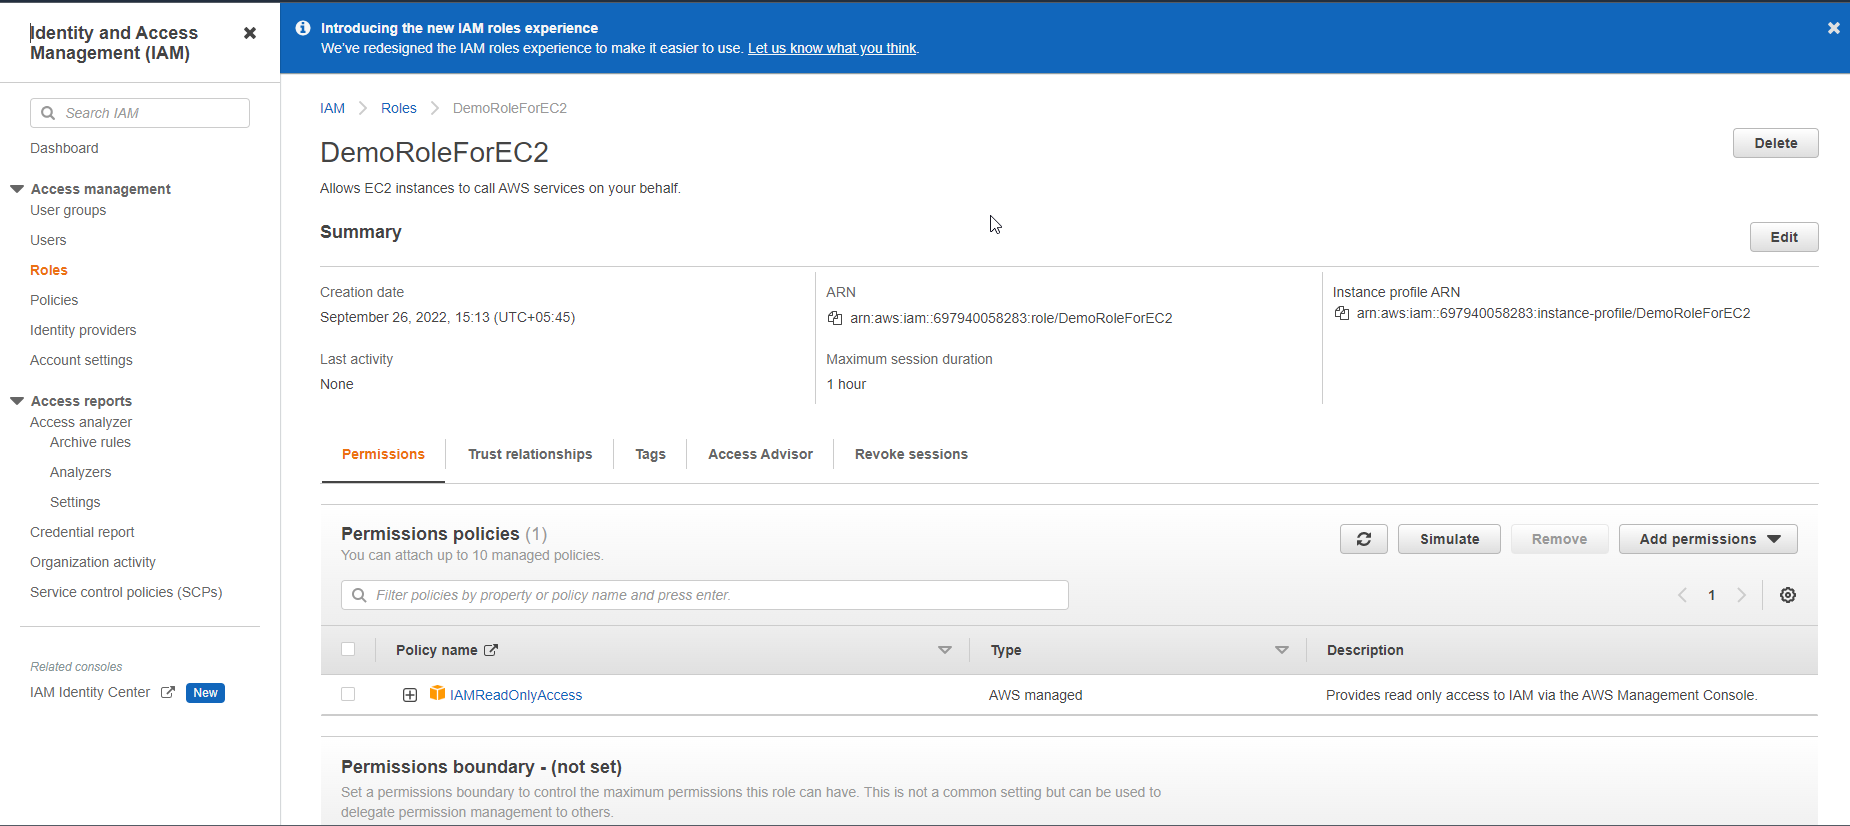 Identity and Access
Management (IAM)
Introducing the new IAM roles experience
We've redesigned the IAM roles experience to make it easier to use. Let us know what you think.
Search IAM
Dashboard
Access management
User groups
Users
Roles
Policies
Identity providers
Account settings
Access reports
Access analyzer
Archive rules
Analyzers
Settings
Credential report
Organization activity
Service control policies (SCPs)
Related consoles
IAM Identity Center New
IAM Roles DemoRoleForEC2
DemoRoleForEC2
Delete
Allows EC2 instances to call AWS services on your behalf.
Summary
Edit
Creation date
September 26, 2022, 15:13 (UTC+05:45)
Last activity
None
ARN
arn:aws:iam::697940058283:role/DemoRoleForEC2
Maximum session duration
1 hour
Instance profile ARN
arn:aws:iam::697940058283:instance-profile/DemoRoleForEC2
Permissions Trust relationships Tags Access Advisor Revoke sessions
Permissions policies (1)
You can attach up to 10 managed policies.
Simulate Remove Add permissions
Filter policies by property or policy name and press enter.
1
Policy name Type Description
IAMReadOnlyAccess AWS managed Provides read only access to IAM via the AWS Management Console.
Permissions boundary - (not set)
Set a permissions boundary to control the maximum permissions this role can have. This is not a common setting but can be used to
delegate permission management to others.